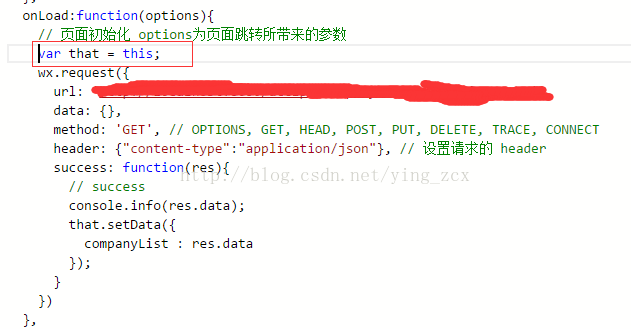 onLoad:function(options){
// 页面初始化 options为页面跳转所带来的参数
var that = this;
wx.request({
url:
data: {},
method: 'GET', // OPTIONS, GET, HEAD, POST, PUT, DELETE, TRACE, CONNECT
header: {"content-type":"application/json"}, // 设置请求的 header
success: function(res){
http://blog.csdn.net/ying_zcx
// success
console.info(res.data);
that.setData({
companyList : res.data
});
}
})
},